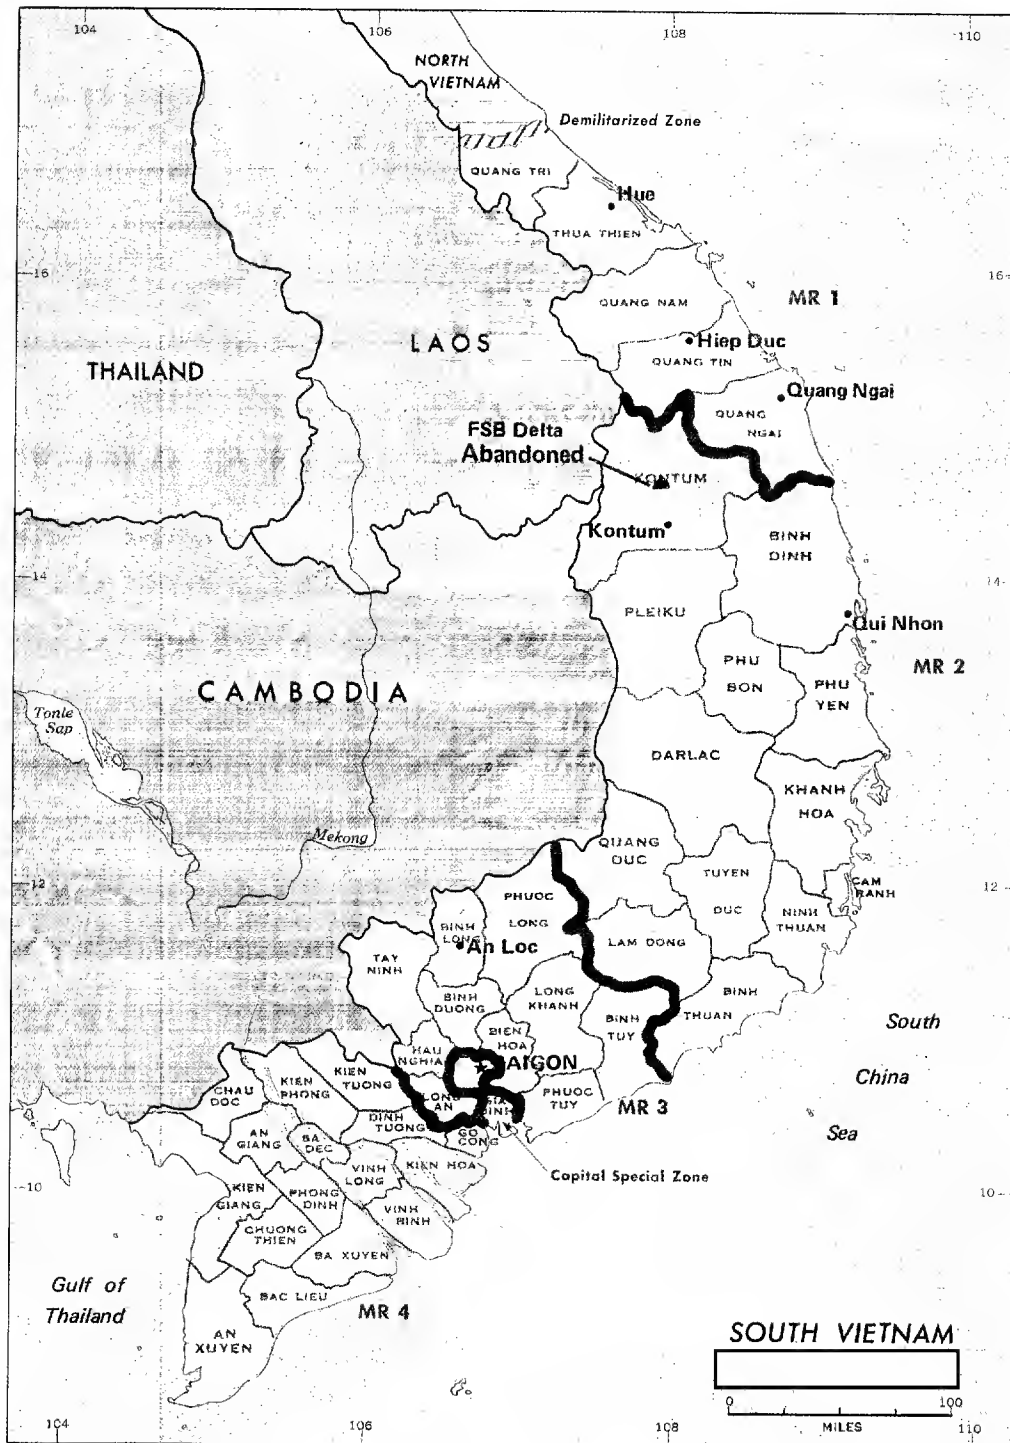 104
106
108
110
NORTH
VIETNAM
Demilitarized Zone
QUANG TRI
Hue
THUA THIEN
16
16
QUANG NAM
MR 1
Hiep Duc
LAOS
QUANG TIN
THAILAND
Quang Ngai
QUANG
NGAI
FSB Delta
Abandoned
KONTUM
Kontum
BINH
DINH
14
14
PLEIKU
Qui Nhon
PHU
BON
MR 2
PHU
YEN
CAMBODIA
Tonle
Sap
DARLAC
KHANH
HOA
Mekong
QUANG
DUC
TUYEN
DUC
12
12
CAM
RANH
PHUOC
LONG
NINH
THUAN
BINH
LONG
An Loc
LAM DONG
TAY
NINH
LONG
KHANH
BINH
DUONG
BINH
THUAN
BINH
TUY
BIEN
HOA
HAU
NGHIA
SAIGON
South
China
Sea
KIEN
TUONG
KIEN
PHONG
CHAU
DOC
LONG
AN
GIA
DINH
PHUOC
TUY
MR 3
DINH
TUONG
GO
CONG
AN
GIANG
SA
DEC
VINH
LONG
KIEN HOA
Capital Special Zone
10
10
KIEN
GIANG
PHONG
DINH
VINH
BINH
CHUONG
THIEN
BA XUYEN
Gulf of
Thailand
BAC LIEU
MR 4
AN
XUYEN
SOUTH VIETNAM
0
100
MILES
104
106
108
110